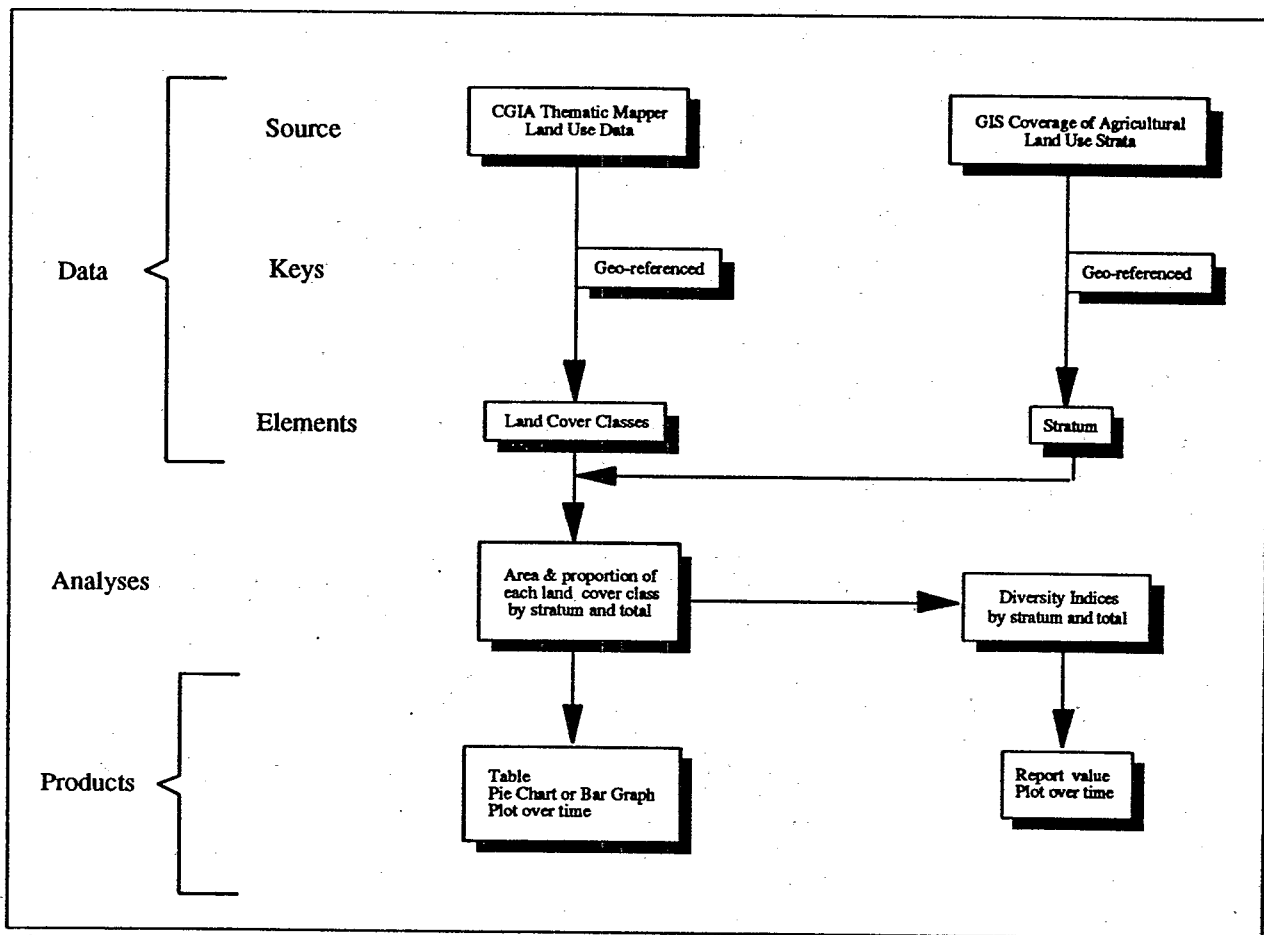 Source
CGIA Thematic Mapper
Land Use Data
GIS Coverage of Agricultural
Land Use Strata
Data
Keys
Geo-referenced
Geo-referenced
Elements
Land Cover Classes
Stratum
Analyses
Area & proportion of
each land cover class
by stratum and total
Diversity Indices
by stratum and total
Products
Table
Pie Chart or Bar Graph
Plot over time
Report value
Plot over time